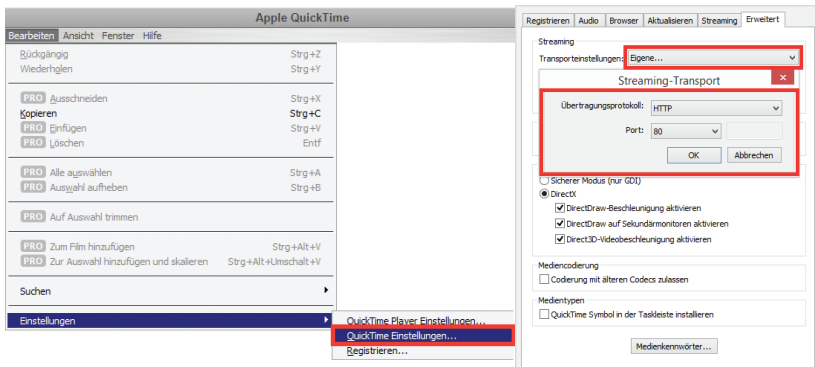 Apple QuickTime
Bearbeiten Ansicht Fenster Hilfe
Rückgängig Strg+Z
Wiederholen Strg+Y
PRO Ausschneiden Strg+X
Kopieren Strg+C
PRO Einfügen Strg+V
PRO Löschen Entf
PRO Alle auswählen Strg+A
PRO Auswahl aufheben Strg+B
PRO Auf Auswahl trimmen
PRO Zum Film hinzufügen Strg+Alt+V
PRO Zur Auswahl hinzufügen und skalieren Strg+Alt+Umschalt+V
Suchen
Einstellungen
QuickTime Player Einstellungen...
QuickTime Einstellungen...
Registrieren...
Registrieren Audio Browser Aktualisieren Streaming Erweitert
Streaming
Transporteinstellungen: Eigene...
Streaming-Transport
Übertragungsprotokoll: HTTP
Port: 80
OK Abbrechen
Sicherer Modus (nur GDI)
DirectX
DirectDraw-Beschleunigung aktivieren
DirectDraw auf Sekundärmonitoren aktivieren
Direct3D-Videobeschleunigung aktivieren
Mediencodierung
Codierung mit älteren Codecs zulassen
Medientypen
QuickTime Symbol in der Taskleiste installieren
Medienkennwörter...